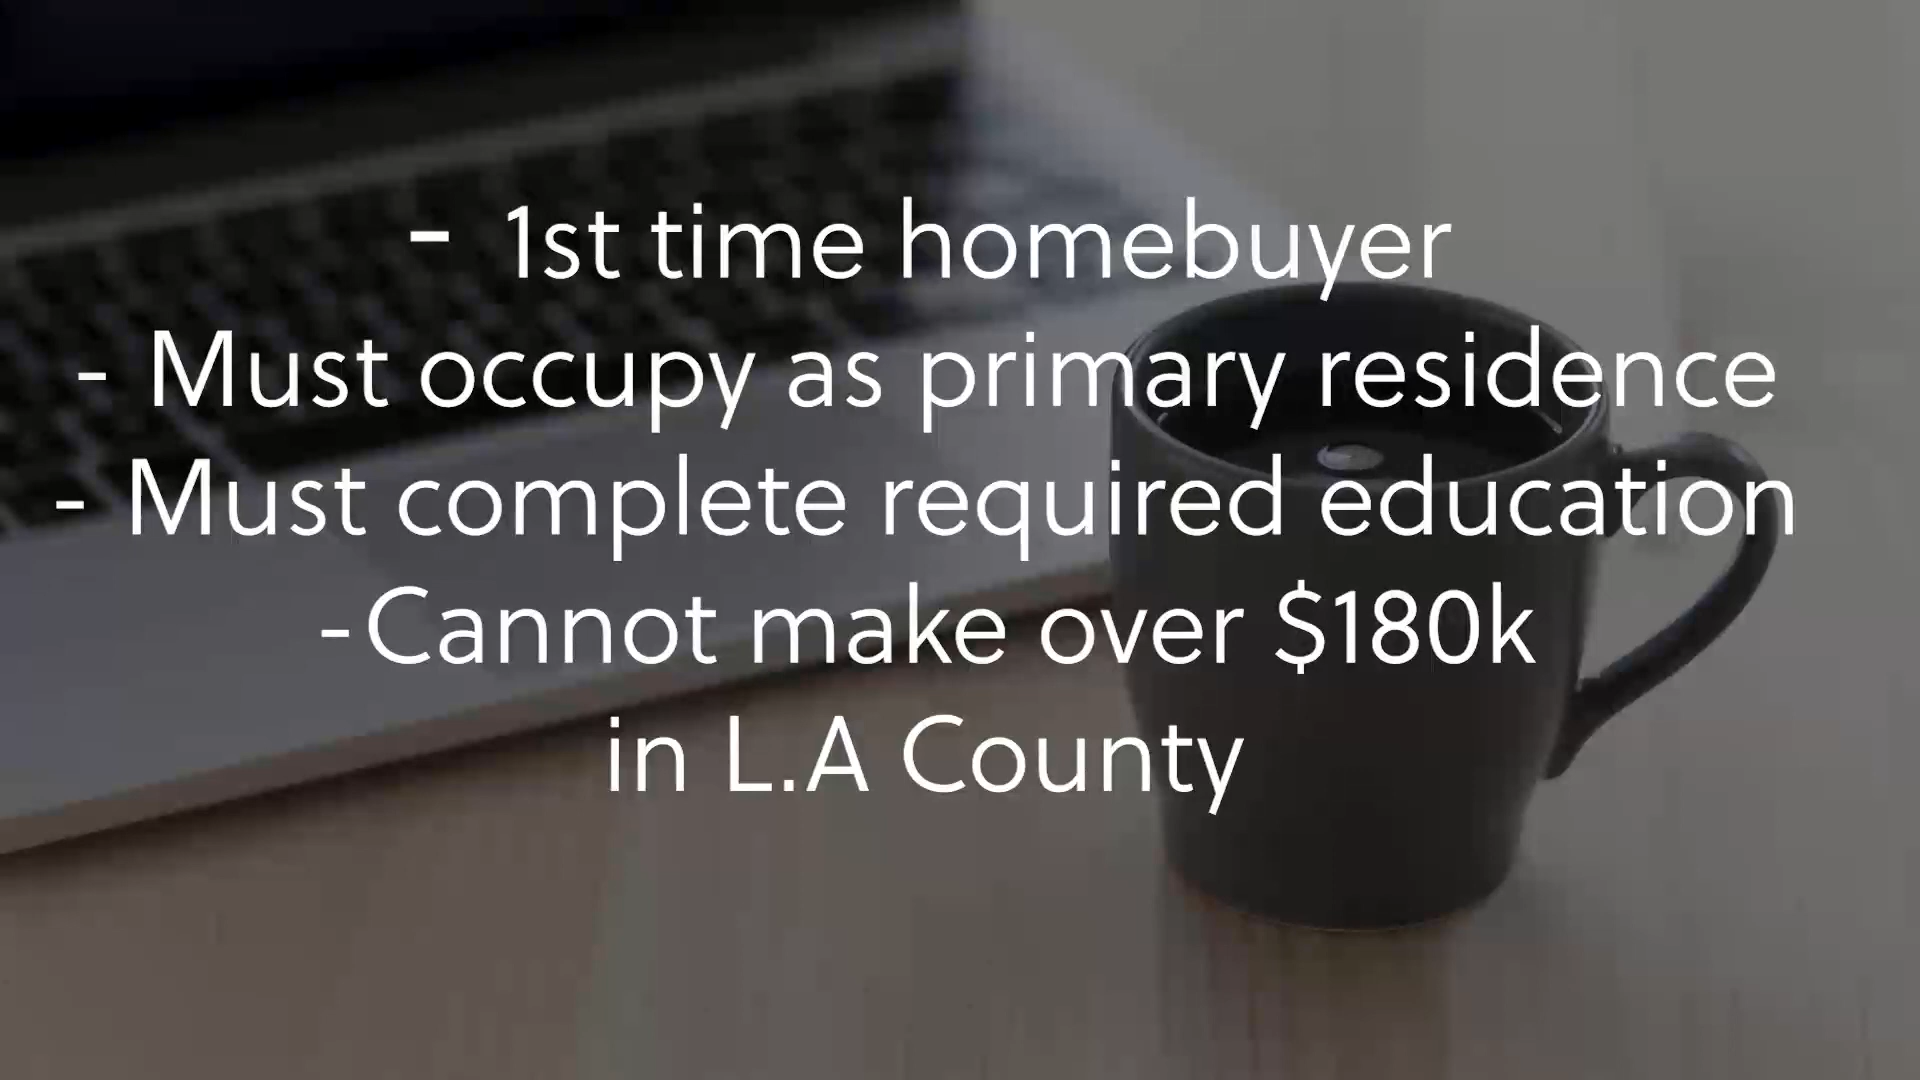 - 1st time homebuyer
- Must occupy as primary residence
- Must complete required education
-Cannot make over $180k
in L.A County